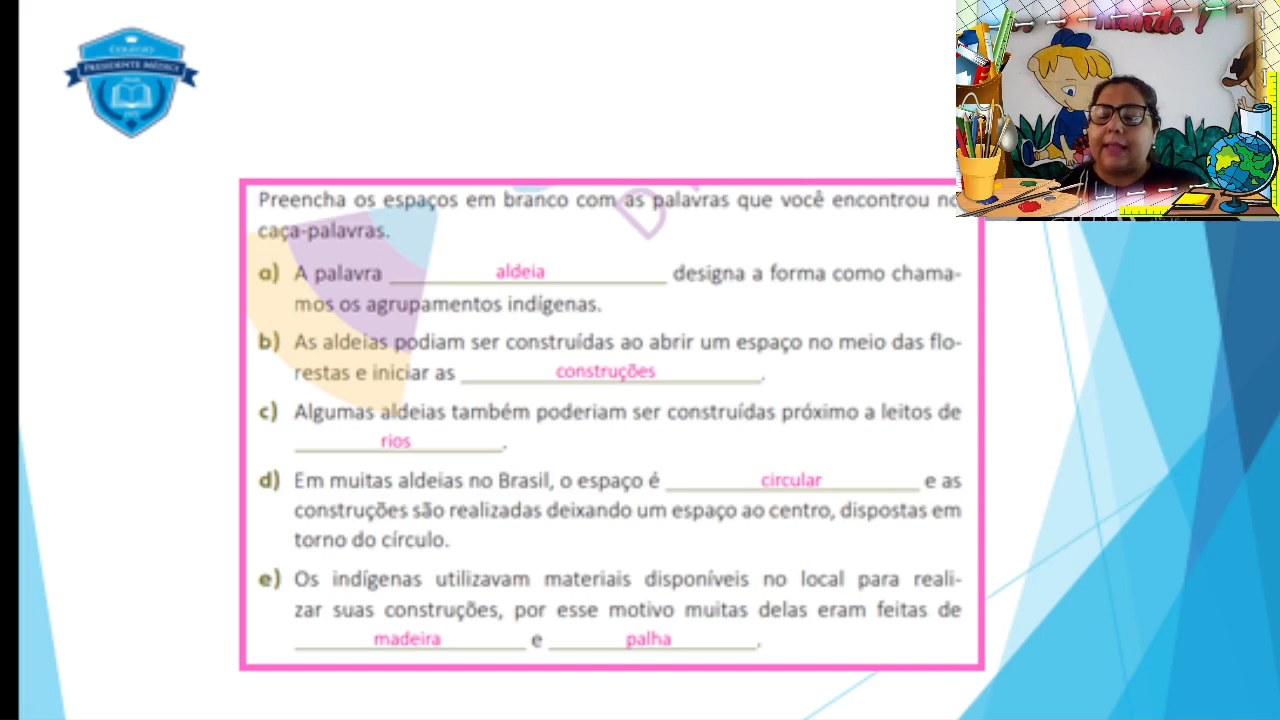 COLÉGIO
PRESIDENTE MÉDICI
Preencha os espaços em branco com as palavras que você encontrou no
caça-palavras.
a) A palavra aldeia designa a forma como chama-
mos os agrupamentos indígenas.
b) As aldeias podiam ser construídas ao abrir um espaço no meio das flo-
restas e iniciar as construções.
c) Algumas aldeias também poderiam ser construídas próximo a leitos de
rios.
d) Em muitas aldeias no Brasil, o espaço é circular e as
construções são realizadas deixando um espaço ao centro, dispostas em
torno do círculo.
e) Os indígenas utilizavam materiais disponíveis no local para reali-
zar suas construções, por esse motivo muitas delas eram feitas de
madeira e palha.